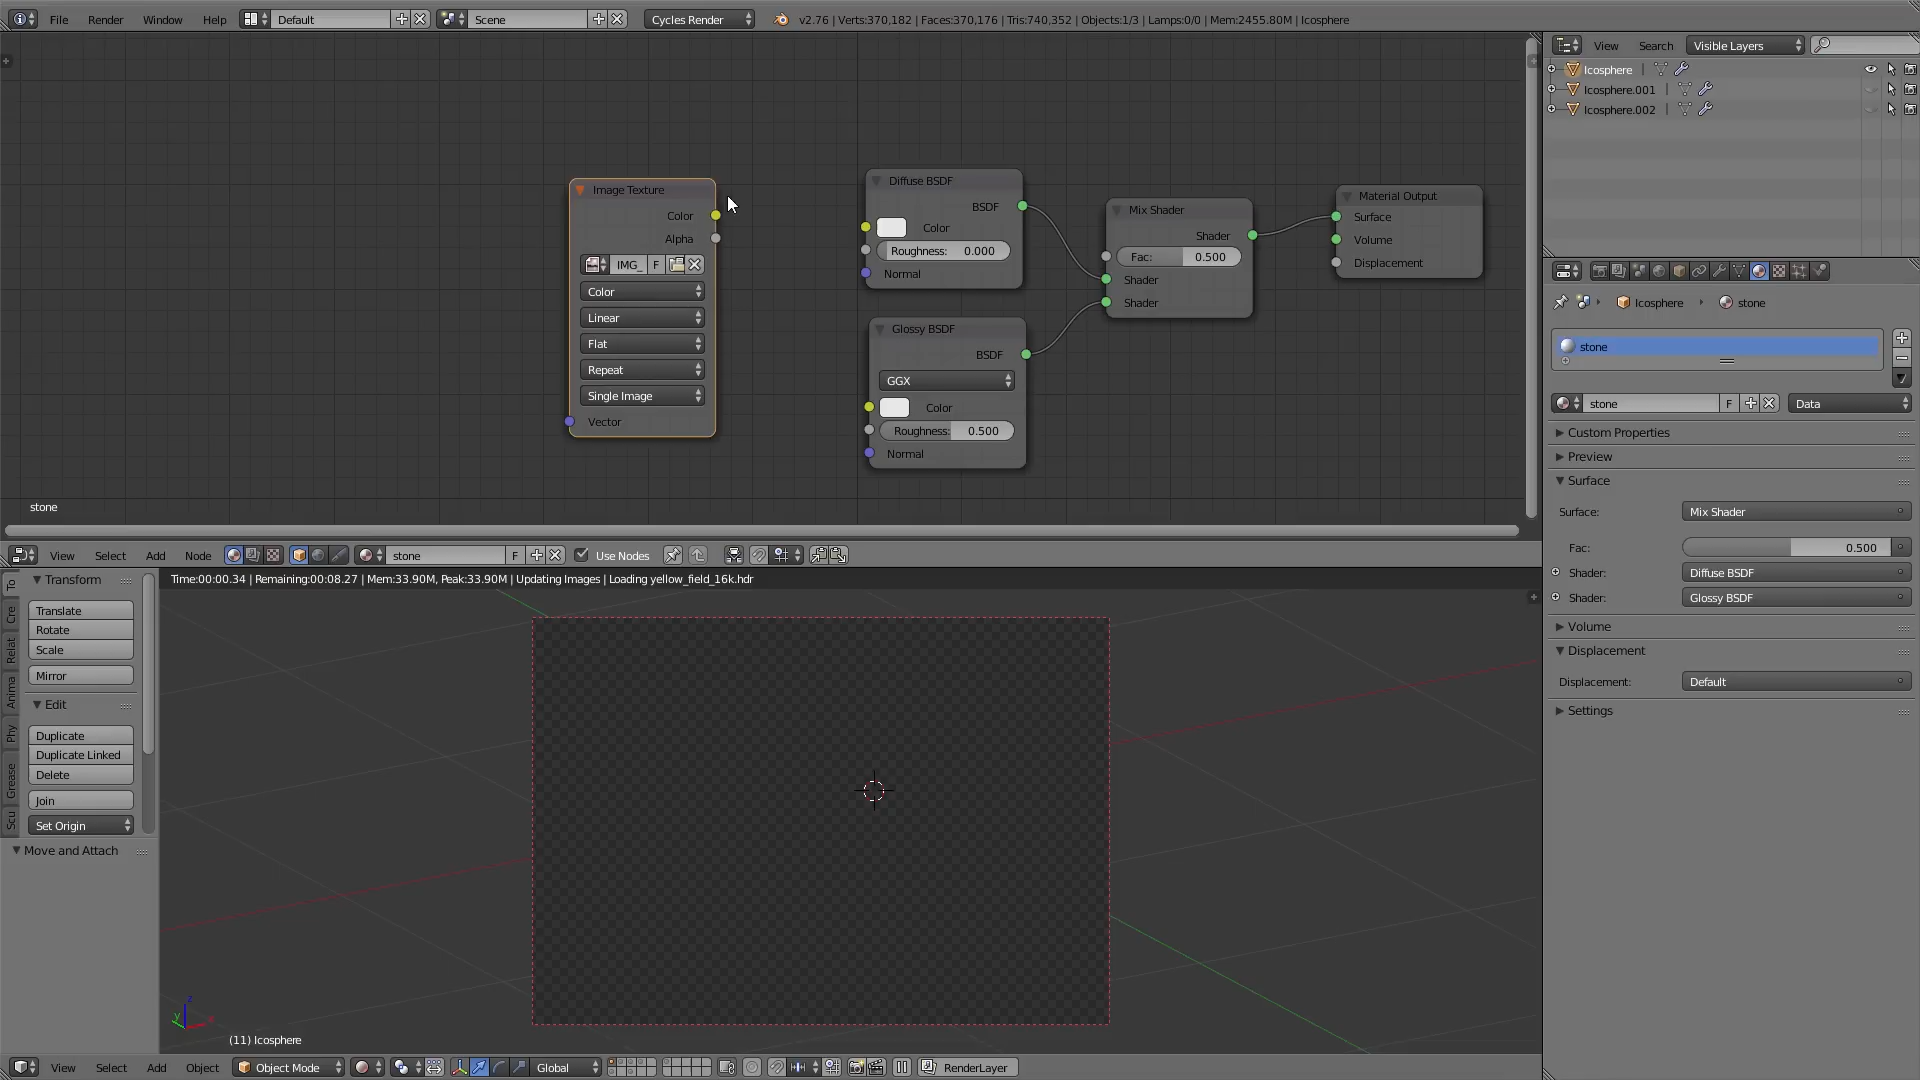 File Render Window Help Default Scene Cycles Render v2.76 | Verts:370,182 | Faces:370,176 | Tris:740,352 | Objects:1/3 | Lamps:0/0 | Mem:2455.80M | Icosphere
View Search Visible Layers
Icosphere
Icosphere.001
Icosphere.002
Image Texture
Color
Alpha
IMG_ F
Color
Linear
Flat
Repeat
Single Image
Vector
Diffuse BSDF
BSDF
Color
Roughness: 0.000
Normal
Glossy BSDF
BSDF
GGX
Color
Roughness: 0.500
Normal
Mix Shader
Shader
Fac: 0.500
Shader
Shader
Material Output
Surface
Volume
Displacement
stone
View Select Add Node stone F Use Nodes
Icosphere stone
stone
stone F Data
Custom Properties
Preview
Surface
Surface: Mix Shader
Fac: 0.500
Shader: Diffuse BSDF
Shader: Glossy BSDF
Volume
Displacement
Displacement: Default
Settings
To
Cre
Relat
Anima
Phy
Grease
Scu
Transform
Translate
Rotate
Scale
Mirror
Edit
Duplicate
Duplicate Linked
Delete
Join
Set Origin
Move and Attach
Time:00:00.34 | Remaining:00:08.27 | Mem:33.90M, Peak:33.90M | Updating Images | Loading yellow_field_16k.hdr
z
y
(11) Icosphere
View Select Add Object Object Mode Global RenderLayer